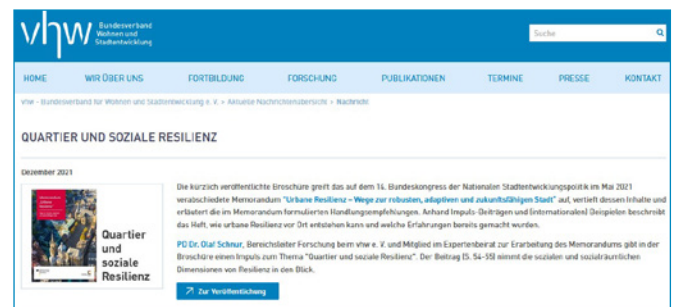 vhw Bundesverband
Wohnen und
Stadtentwicklung
Suche
HOME WIR ÜBER UNS FORTBILDUNG FORSCHUNG PUBLIKATIONEN TERMINE PRESSE KONTAKT
vhw - Bundesverband für Wohnen und Stadtentwicklung e. V. » Aktuelle Nachrichtenübersicht » Nachricht
QUARTIER UND SOZIALE RESILIENZ
Dezember 2021
Quartier
und
soziale
Resilienz
Die kürzlich veröffentlichte Broschüre greift das auf dem 14. Bundeskongress der Nationalen Stadtentwicklungspolitik im Mai 2021
verabschiedete Memorandum "Urbane Resilienz – Wege zur robusten, adaptiven und zukunftsfähigen Stadt" auf, vertieft dessen Inhalte und
erläutert die im Memorandum formulierten Handlungsempfehlungen. Anhand Impuls-Beiträgen und (internationalen) Beispielen beschreibt
das Heft, wie urbane Resilienz vor Ort entstehen kann und welche Erfahrungen bereits gemacht wurden.
PD Dr. Olaf Schnur, Bereichsleiter Forschung beim vhw e. V. und Mitglied im Expertenbeirat zur Erarbeitung des Memorandums gibt in der
Broschüre einen Impuls zum Thema "Quartier und soziale Resilienz". Der Beitrag (S. 54-55) nimmt die sozialen und sozialräumlichen
Dimensionen von Resilienz in den Blick.
Zur Veröffentlichung